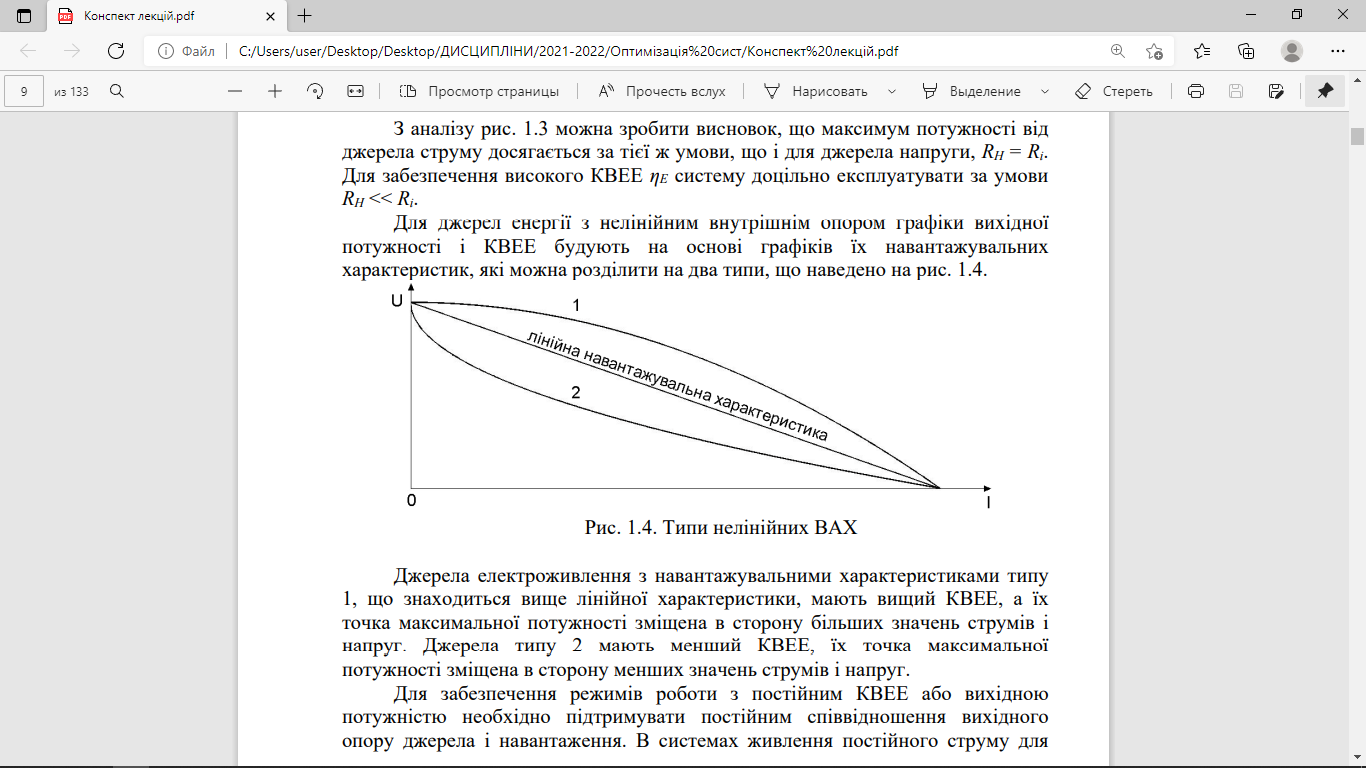 Конспект лекцій.pdf
Файл
C:/Users/user/Desktop/Desktop/ДИСЦИПЛІНИ/2021-2022/Оптимізація%20сист/Конспект%20лекцій.pdf
9 из 133
Просмотр страницы
Прочесть вслух
Нарисовать
Выделение
Стереть
З аналізу рис. 1.3 можна зробити висновок, що максимум потужності від
джерела струму досягається за тієї ж умови, що і для джерела напруги, RН = Ri.
Для забезпечення високого КВЕЕ ηЕ систему доцільно експлуатувати за умови
RН << Ri.
Для джерел енергії з нелінійним внутрішнім опором графіки вихідної
потужності і КВЕЕ будують на основі графіків їх навантажувальних
характеристик, які можна розділити на два типи, що наведено на рис. 1.4.
U
1
лінійна навантажувальна характеристика
2
0
I
Рис. 1.4. Типи нелінійних ВАХ
Джерела електроживлення з навантажувальними характеристиками типу
1, що знаходиться вище лінійної характеристики, мають вищий КВЕЕ, а їх
точка максимальної потужності зміщена в сторону більших значень струмів і
напруг. Джерела типу 2 мають менший КВЕЕ, їх точка максимальної
потужності зміщена в сторону менших значень струмів і напруг.
Для забезпечення режимів роботи з постійним КВЕЕ або вихідною
потужністю необхідно підтримувати постійним співвідношення вихідного
опору джерела і навантаження. В системах живлення постійного струму для